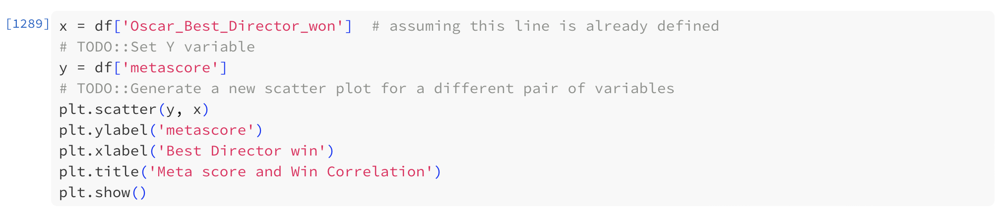 [1289] x = df['Oscar_Best_Director_won']  # assuming this line is already defined
# TODO::Set Y variable
y = df['metascore']
# TODO::Generate a new scatter plot for a different pair of variables
plt.scatter(y, x)
plt.ylabel('metascore')
plt.xlabel('Best Director win')
plt.title('Meta score and Win Correlation')
plt.show()